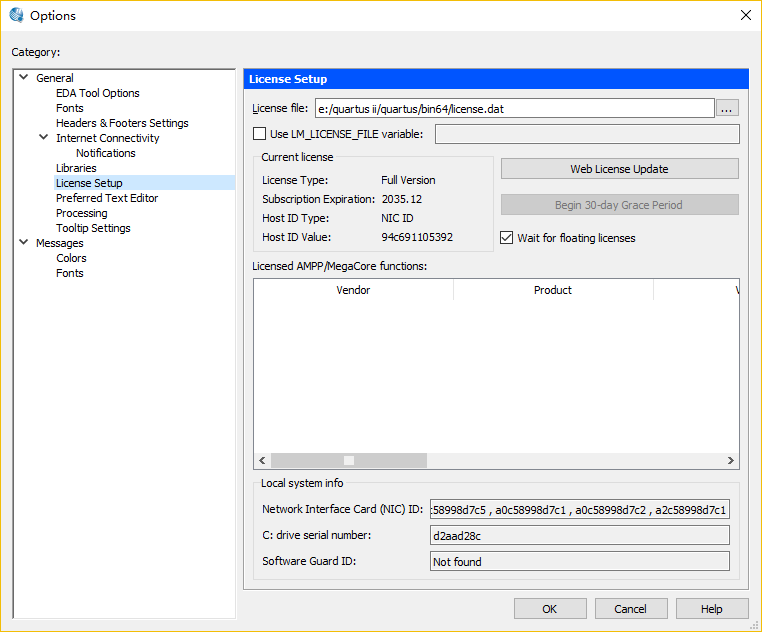 Options
Category:
General
EDA Tool Options
Fonts
Headers & Footers Settings
Internet Connectivity
Notifications
Libraries
License Setup
Preferred Text Editor
Processing
Tooltip Settings
Messages
Colors
Fonts
License Setup
License file: e:/quartus ii/quartus/bin64/license.dat ...
Use LM_LICENSE_FILE variable:
Current license
License Type: Full Version
Subscription Expiration: 2035.12
Host ID Type: NIC ID
Host ID Value: 94c691105392
Web License Update
Begin 30-day Grace Period
Wait for floating licenses
Licensed AMPP/MegaCore functions:
Vendor Product
Local system info
Network Interface Card (NIC) ID: c58998d7c5 , a0c58998d7c1 , a0c58998d7c2 , a2c58998d7c1
C: drive serial number: d2aad28c
Software Guard ID: Not found
OK Cancel Help